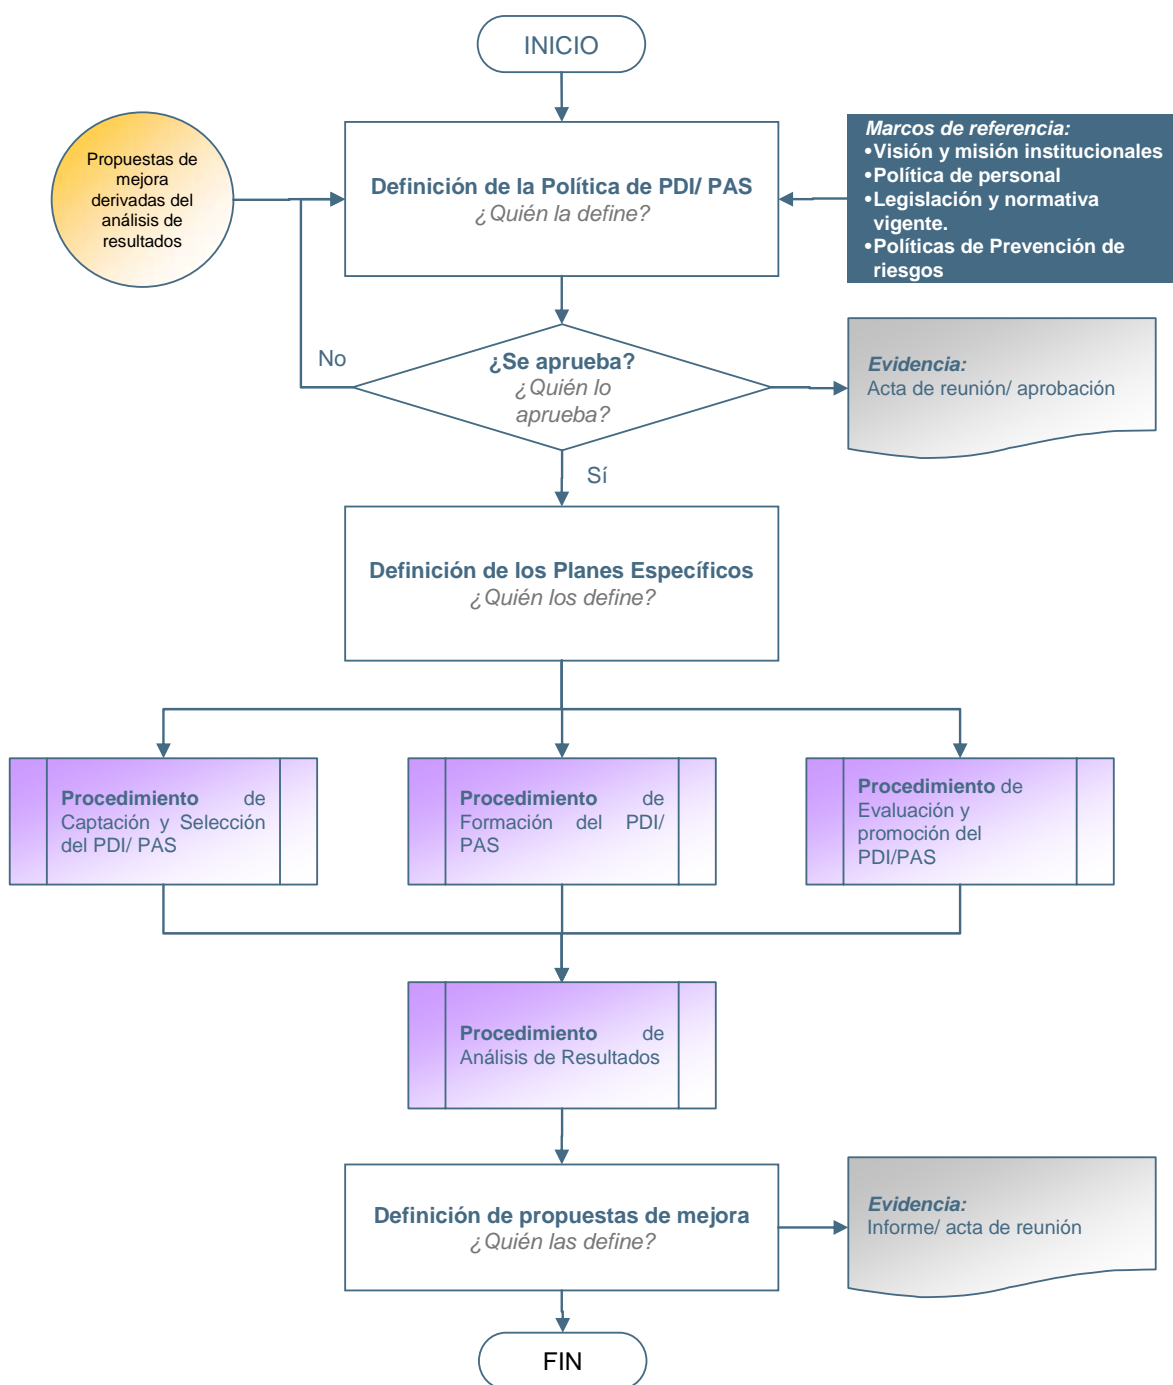 INICIO
Propuestas de
mejora
derivadas del
análisis de
resultados
Definición de la Política de PDI/ PAS
¿Quién la define?
Marcos de referencia:
•Visión y misión institucionales
•Política de personal
•Legislación y normativa
vigente.
•Políticas de Prevención de
riesgos
No
¿Se aprueba?
¿Quién lo
aprueba?
Evidencia:
Acta de reunión/ aprobación
Sí
Definición de los Planes Específicos
¿Quién los define?
Procedimiento de
Captación y Selección
del PDI/ PAS
Procedimiento de
Formación del PDI/
PAS
Procedimiento de
Evaluación y
promoción del
PDI/PAS
Procedimiento de
Análisis de Resultados
Definición de propuestas de mejora
¿Quién las define?
Evidencia:
Informe/ acta de reunión
FIN